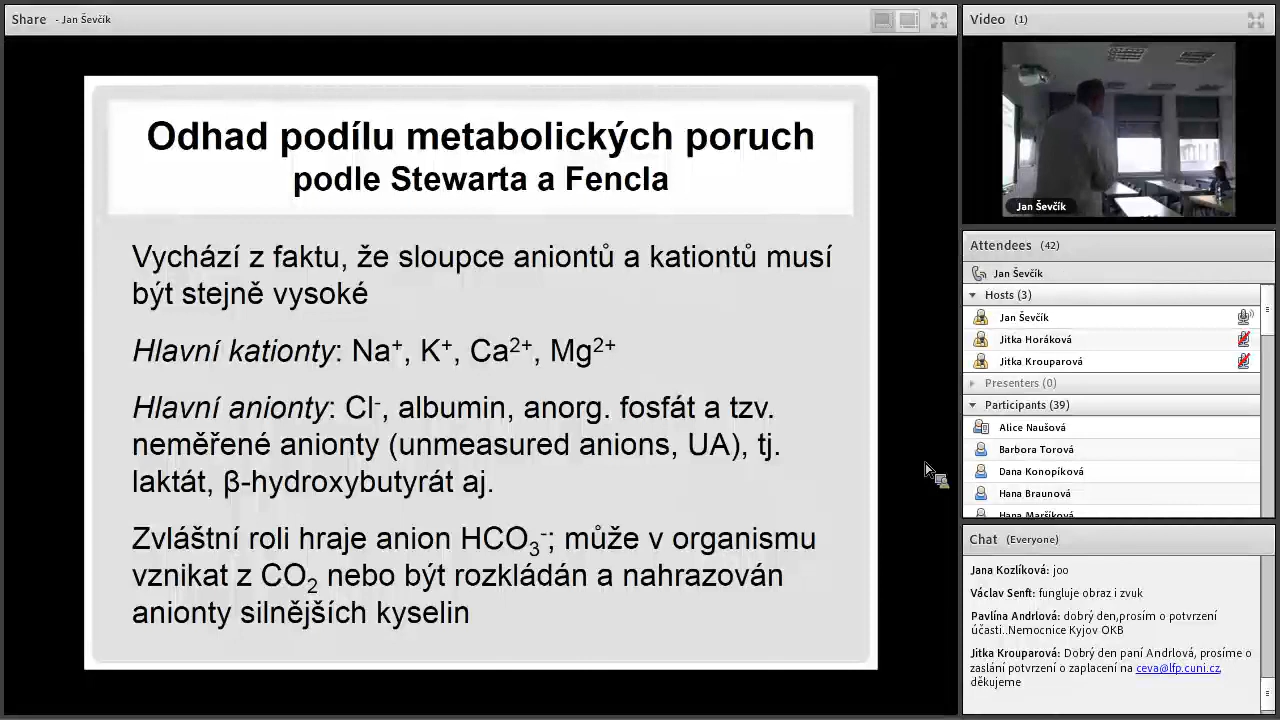 Share - Jan Ševčík
Odhad podílu metabolických poruch
podle Stewarta a Fencla
Vychází z faktu, že sloupce aniontů a kationtů musí
být stejně vysoké
Hlavní kationty: Na⁺, K⁺, Ca²⁺, Mg²⁺
Hlavní anionty: Cl⁻, albumin, anorg. fosfát a tzv.
neměřené anionty (unmeasured anions, UA), tj.
laktát, β-hydroxybutyrát aj.
Zvláštní roli hraje anion HCO₃⁻; může v organismu
vznikat z CO₂ nebo být rozkládán a nahrazován
anionty silnějších kyselin
Video (1)
Jan Ševčík
Attendees (42)
Jan Ševčík
Hosts (3)
Jan Ševčík
Jitka Horáková
Jitka Krouparová
Presenters (0)
Participants (39)
Alice Naušová
Barbora Torová
Dana Konopíková
Hana Braunová
Hana Maršíková
Chat (Everyone)
Jana Kozlíková: joo
Václav Senft: fungluje obraz i zvuk
Pavlína Andrlová: dobrý den,prosím o potvrzení
účasti..Nemocnice Kyjov OKB
Jitka Krouparová: Dobrý den paní Andrlová, prosíme o
zaslání potvrzení o zaplacení na ceva@lfp.cuni.cz,
děkujeme